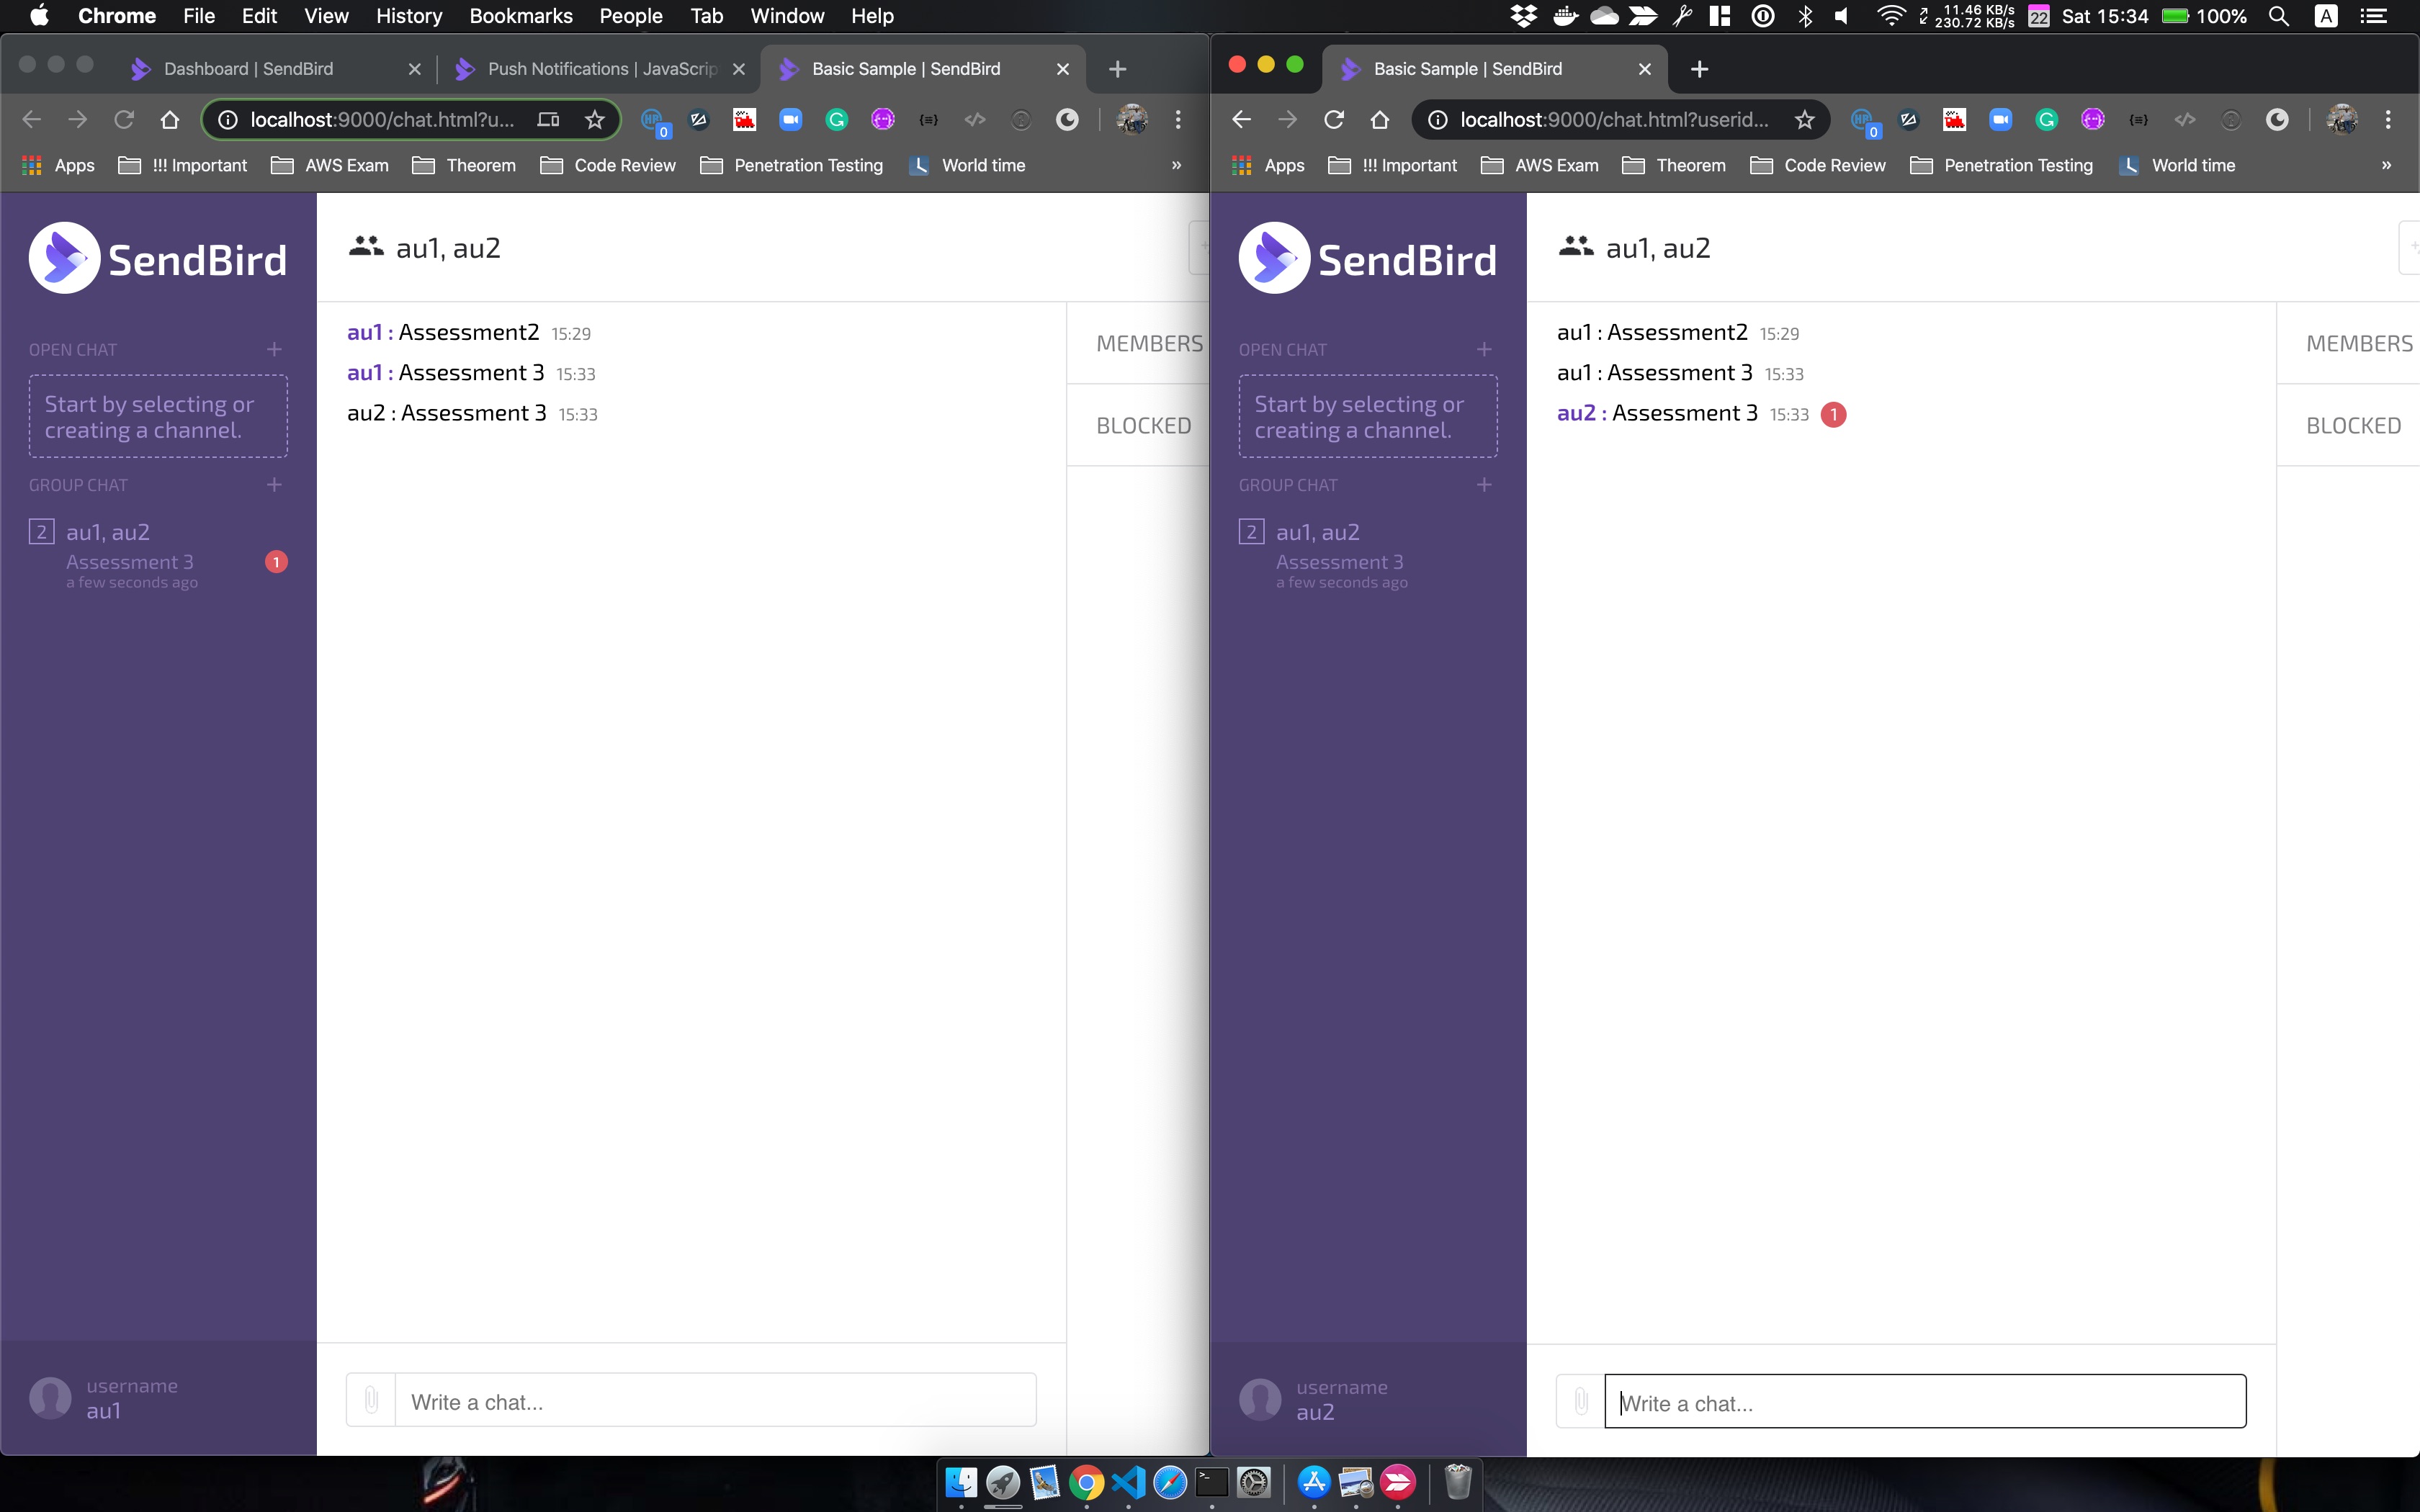 Chrome File Edit View History Bookmarks People Tab Window Help
11.46 KB/s
230.72 KB/s
22 Sat 15:34 100% A
Dashboard | SendBird
Push Notifications | JavaScrip
Basic Sample | SendBird
localhost:9000/chat.html?u...
0
Apps !!! Important AWS Exam Theorem Code Review Penetration Testing World time »
SendBird
au1, au2
OPEN CHAT +
Start by selecting or
creating a channel.
GROUP CHAT +
2 au1, au2
Assessment 3 1
a few seconds ago
au1 : Assessment2 15:29
au1 : Assessment 3 15:33
au2 : Assessment 3 15:33
MEMBERS
BLOCKED
username
au1
Write a chat...
Basic Sample | SendBird
localhost:9000/chat.html?userid...
0
Apps !!! Important AWS Exam Theorem Code Review Penetration Testing World time »
SendBird
au1, au2
OPEN CHAT +
Start by selecting or
creating a channel.
GROUP CHAT +
2 au1, au2
Assessment 3
a few seconds ago
au1 : Assessment2 15:29
au1 : Assessment 3 15:33
au2 : Assessment 3 15:33 1
MEMBERS
BLOCKED
username
au2
Write a chat...